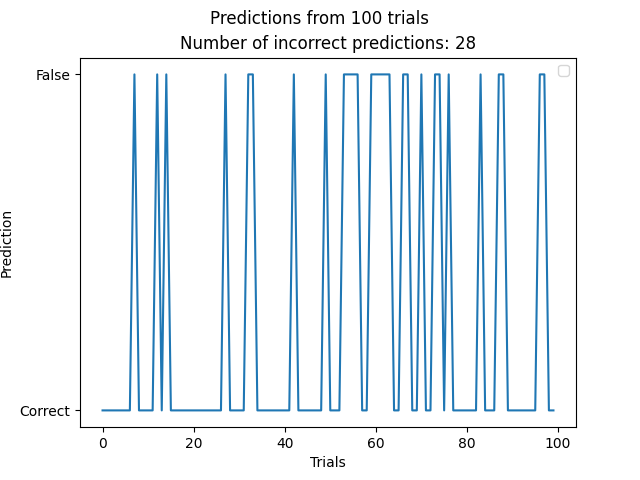 Predictions from 100 trials
Number of incorrect predictions: 28
False
Prediction
Correct
0 20 40 60 80 100
Trials